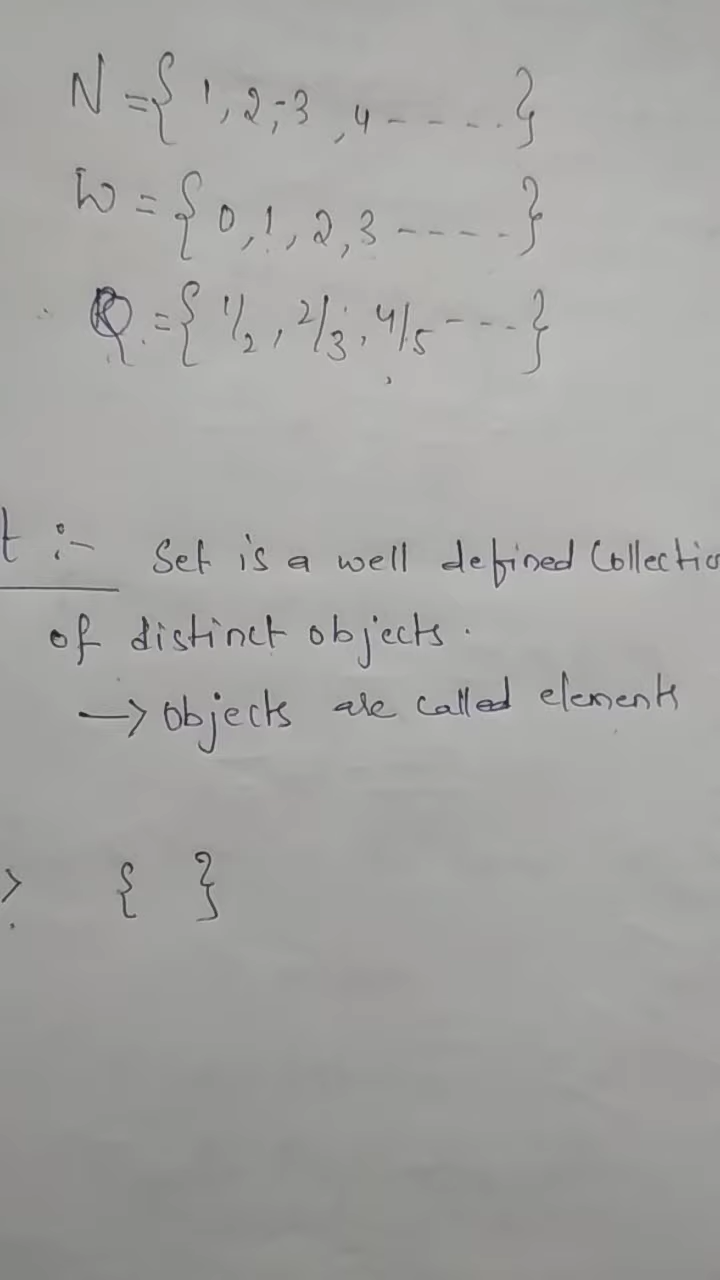 N = { 1, 2, 3, 4 - - - - . }
W = { 0, 1, 2, 3 - - - - . }
Q = { 1/2, 2/3, 4/5 - - - }
t :- Set is a well defined Collectio
of distinct objects.
→ objects are called elements
> { }